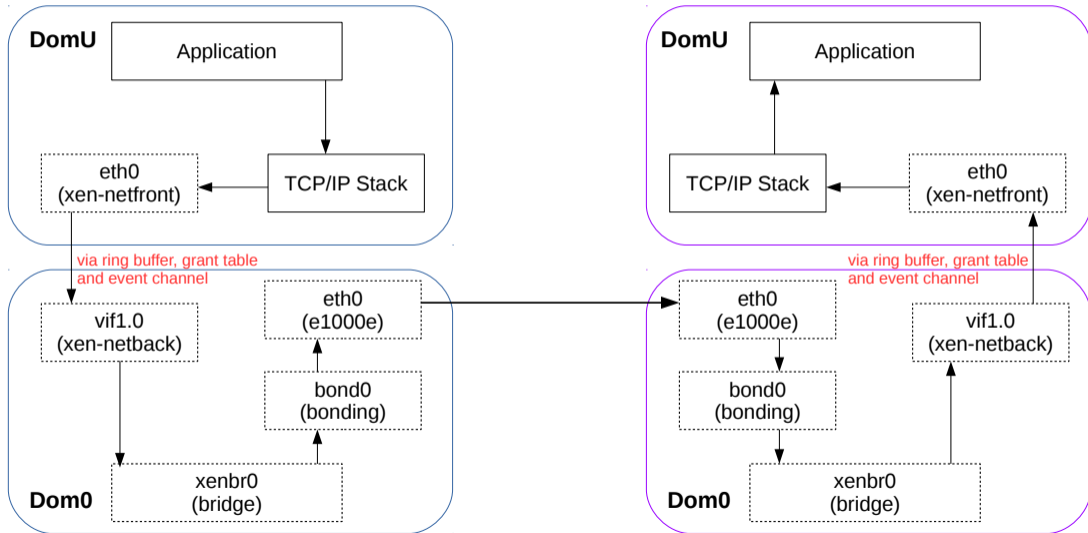 DomU
Application
eth0
(xen-netfront)
TCP/IP Stack
via ring buffer, grant table
and event channel
vif1.0
(xen-netback)
eth0
(e1000e)
bond0
(bonding)
xenbr0
(bridge)
Dom0
DomU
Application
TCP/IP Stack
eth0
(xen-netfront)
via ring buffer, grant table
and event channel
eth0
(e1000e)
vif1.0
(xen-netback)
bond0
(bonding)
xenbr0
(bridge)
Dom0